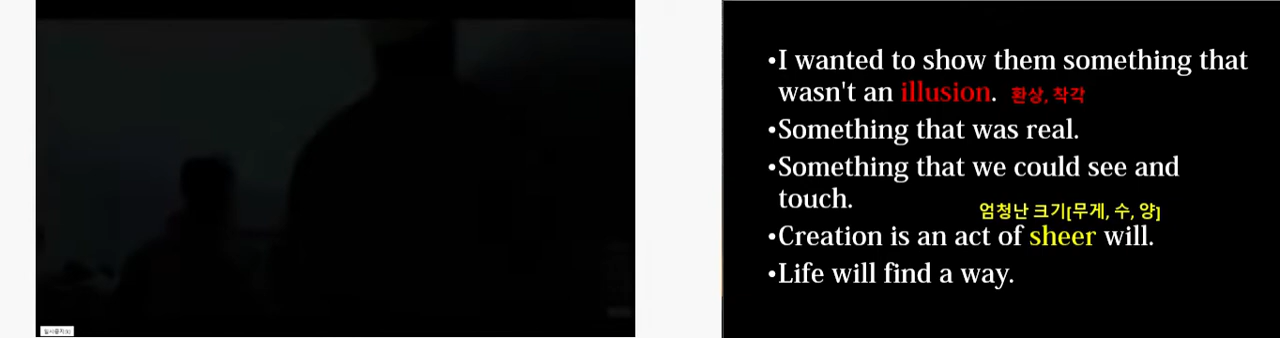 •I wanted to show them something that
wasn't an illusion. 환상, 착각
•Something that was real.
•Something that we could see and
touch.
엄청난 크기[무게, 수, 양]
•Creation is an act of sheer will.
•Life will find a way.